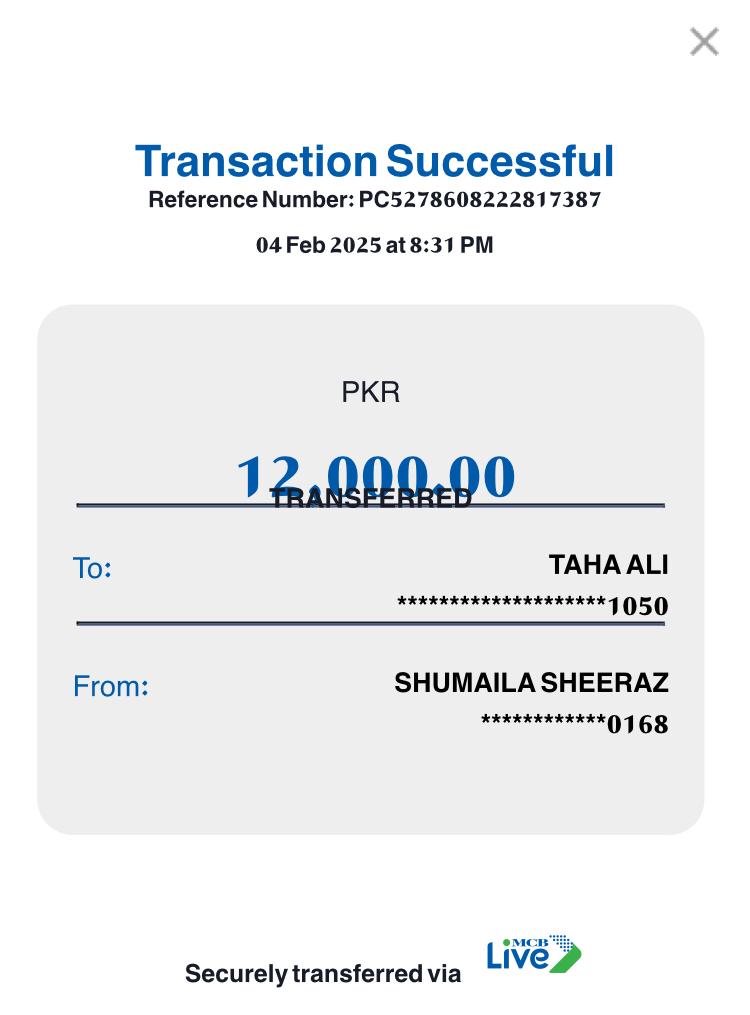 Transaction Successful
Reference Number: PC5278608222817387
04 Feb 2025 at 8:31 PM
PKR
12,000.00
TRANSFERRED
To:
TAHA ALI
********************1050
From:
SHUMAILA SHEERAZ
************0168
Securely transferred via
MCB
Live